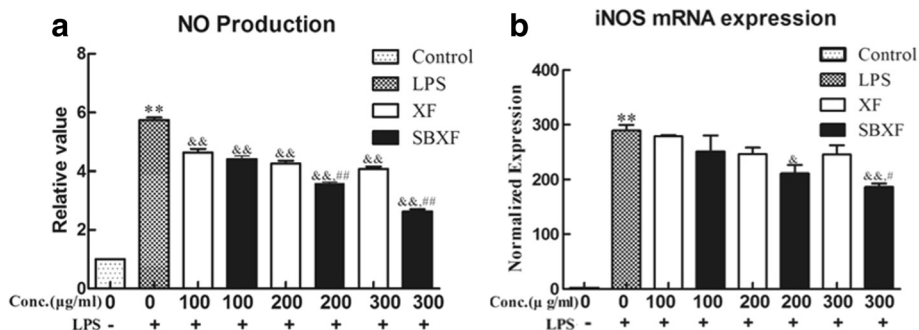 a
NO Production
Relative value
8
6
4
2
0
Control
LPS
XF
SBXF
**
&&
&&
&&
&&,##
&&
&&,##
Conc.(μg/ml) 0 0 100 100 200 200 300 300
LPS - + + + + + + +
b
iNOS mRNA expression
Normalized Expression
400
300
200
100
0
Control
LPS
XF
SBXF
**
&
&&,#
Conc.(μ g/ml) 0 0 100 100 200 200 300 300
LPS - + + + + + + +